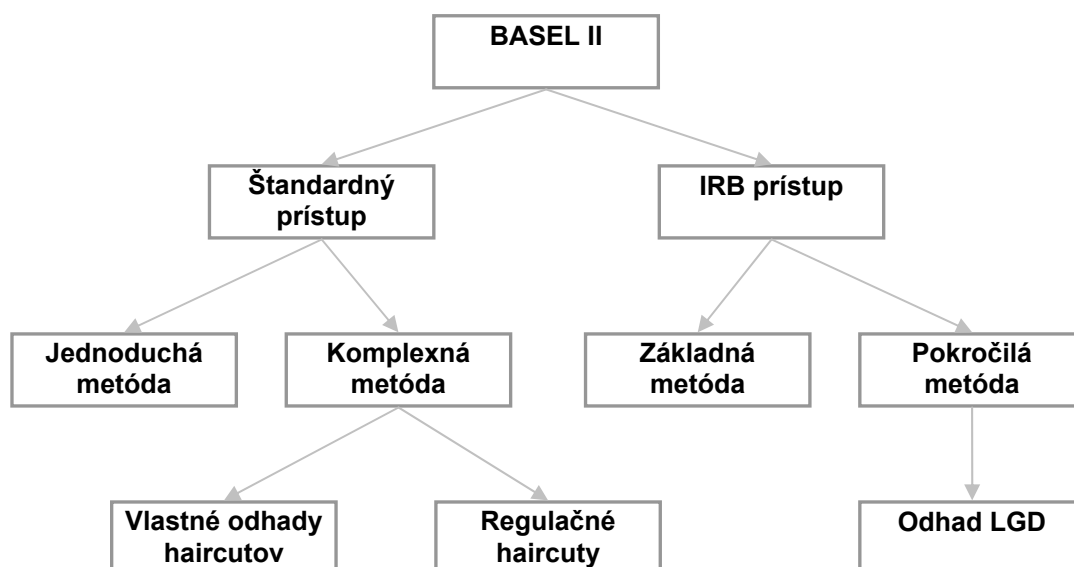 BASEL II
Štandardný
prístup
IRB prístup
Jednoduchá
metóda
Komplexná
metóda
Základná
metóda
Pokročilá
metóda
Vlastné odhady
haircutov
Regulačné
haircuty
Odhad LGD